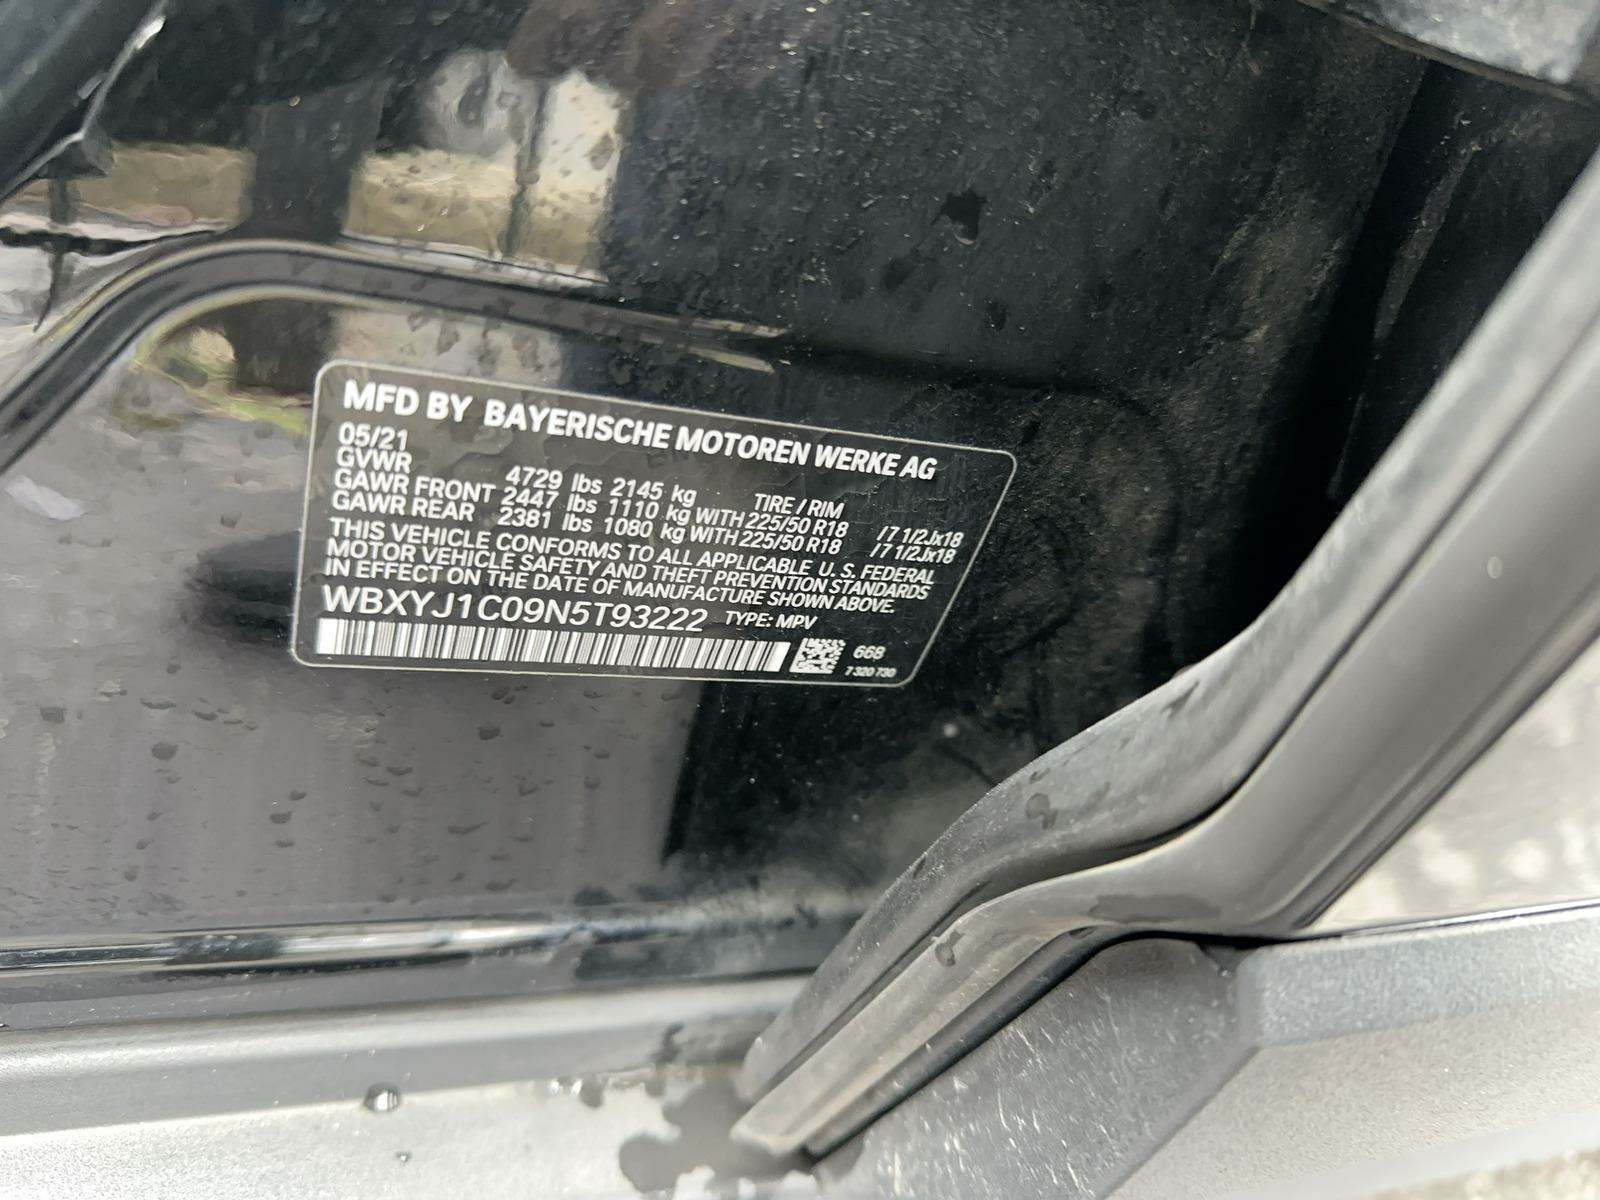 MFD BY BAYERISCHE MOTOREN WERKE AG
05/21
GVWR 4729 lbs 2145 kg TIRE / RIM
GAWR FRONT 2447 lbs 1110 kg WITH 225/50 R18 /7 1/2Jx18
GAWR REAR 2381 lbs 1080 kg WITH 225/50 R18 /7 1/2Jx18
THIS VEHICLE CONFORMS TO ALL APPLICABLE U. S. FEDERAL
MOTOR VEHICLE SAFETY AND THEFT PREVENTION STANDARDS
IN EFFECT ON THE DATE OF MANUFACTURE SHOWN ABOVE.
WBXYJ1C09N5T93222 TYPE: MPV
668
7 320 730